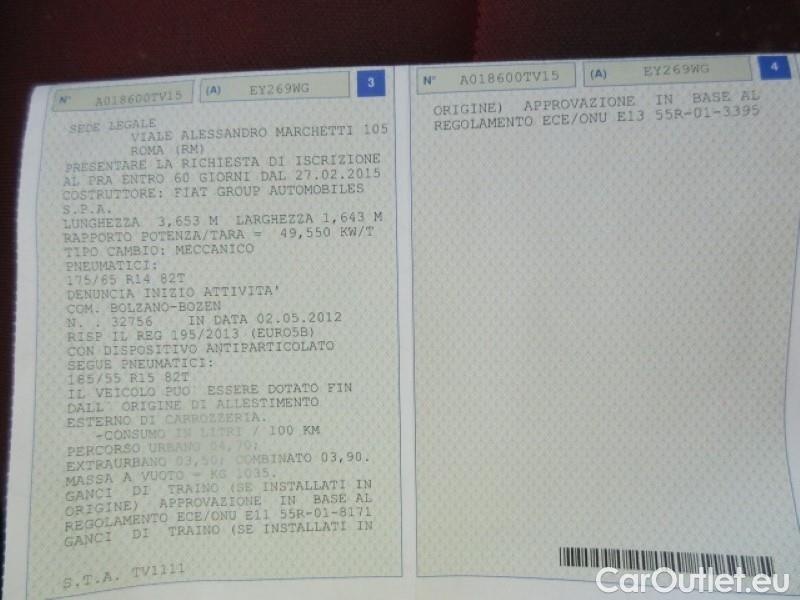 N° A018600TV15 (A) EY269WG 3
SEDE LEGALE
VIALE ALESSANDRO MARCHETTI 105
ROMA (RM)
PRESENTARE LA RICHIESTA DI ISCRIZIONE
AL PRA ENTRO 60 GIORNI DAL 27.02.2015
COSTRUTTORE: FIAT GROUP AUTOMOBILES
S.P.A.
LUNGHEZZA 3,653 M LARGHEZZA 1,643 M
RAPPORTO POTENZA/TARA = 49,550 KW/T
TIPO CAMBIO: MECCANICO
PNEUMATICI:
175/65 R14 82T
DENUNCIA INIZIO ATTIVITA'
COM. BOLZANO-BOZEN
N. . 32756 IN DATA 02.05.2012
RISP IL REG 195/2013 (EURO5B)
CON DISPOSITIVO ANTIPARTICOLATO
SEGUE PNEUMATICI:
185/55 R15 82T
IL VEICOLO PUO` ESSERE DOTATO FIN
DALL` ORIGINE DI ALLESTIMENTO
ESTERNO DI CARROZZERIA.
-CONSUMO IN LITRI / 100 KM
PERCORSO URBANO 04,70;
EXTRAURBANO 03,50; COMBINATO 03,90.
MASSA A VUOTO = KG 1035.
GANCI DI TRAINO (SE INSTALLATI IN
ORIGINE) APPROVAZIONE IN BASE AL
REGOLAMENTO ECE/ONU E11 55R-01-8171
GANCI DI TRAINO (SE INSTALLATI IN
S.T.A. TV1111
N° A018600TV15 (A) EY269WG 4
ORIGINE) APPROVAZIONE IN BASE AL
REGOLAMENTO ECE/ONU E13 55R-01-3395
CarOutlet.eu